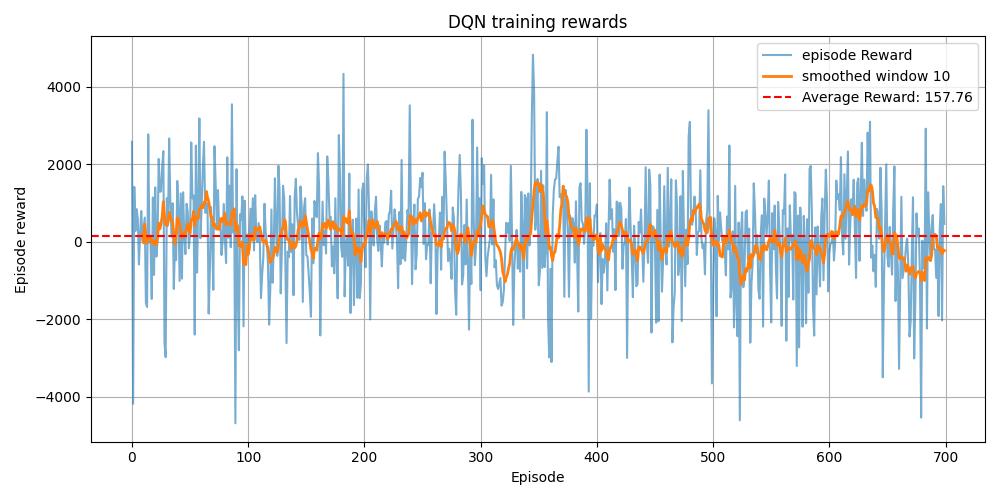 DQN training rewards
episode Reward
smoothed window 10
Average Reward: 157.76
Episode reward
4000
2000
0
−2000
−4000
0 100 200 300 400 500 600 700
Episode